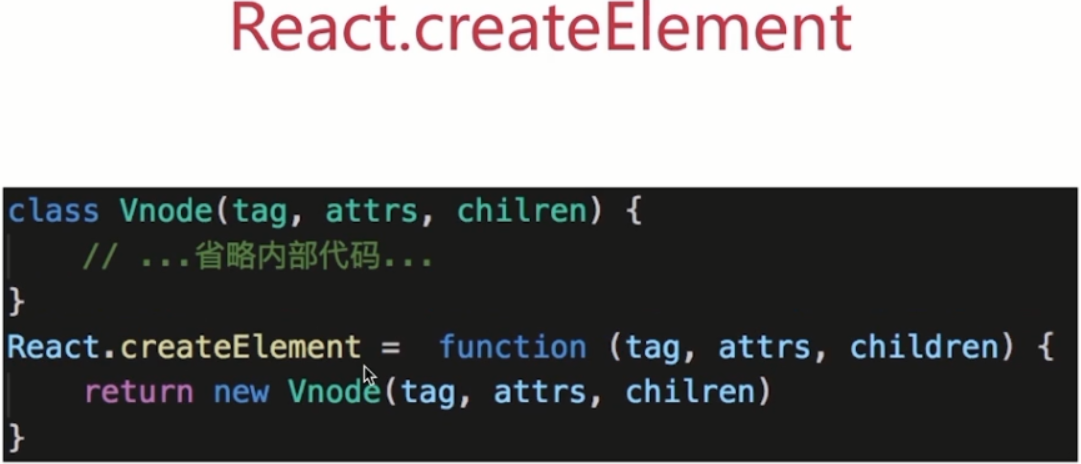 React.createElement
class Vnode(tag, attrs, chilren) {
// ...省略内部代码...
}
React.createElement =  function (tag, attrs, children) {
return new Vnode(tag, attrs, chilren)
}